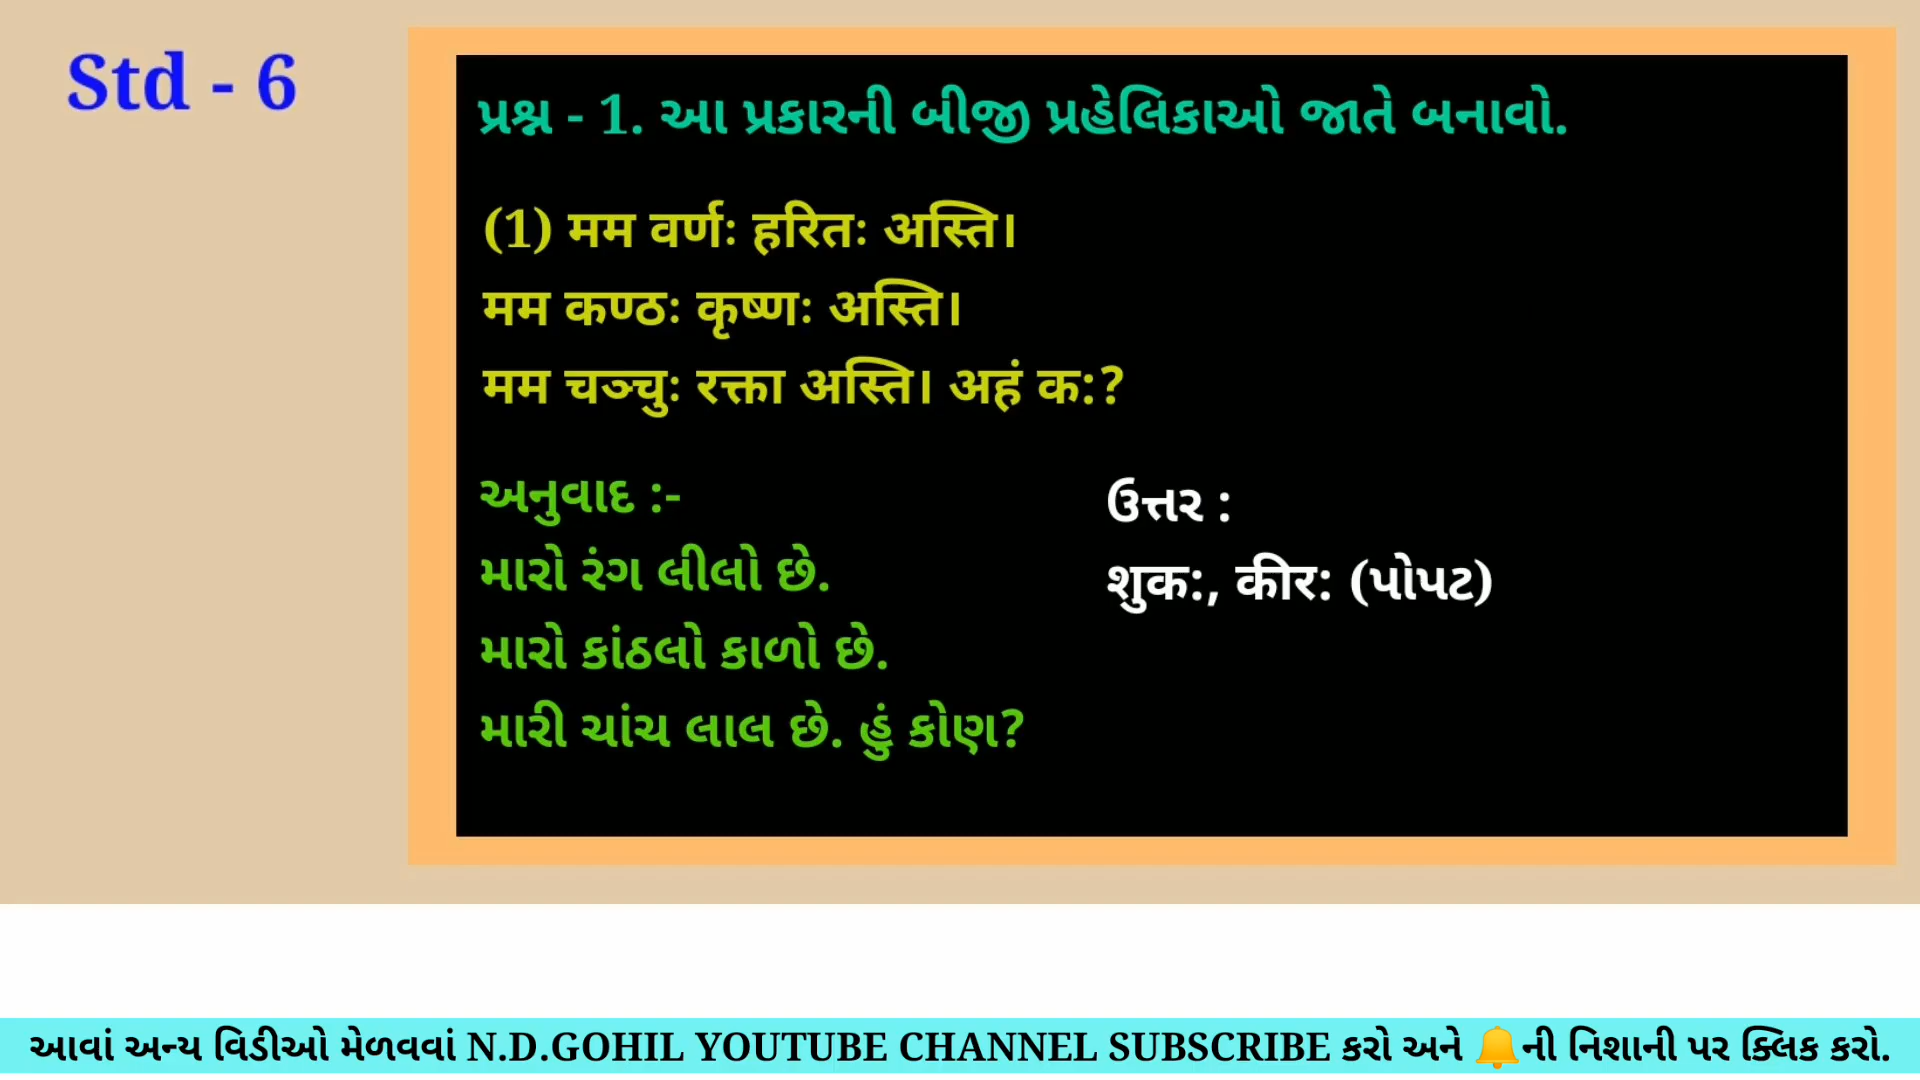 Std - 6
પ્રશ્ન - 1. આ પ્રકારની બીજી પ્રહેલિકાઓ જાતે બનાવો.
(1) मम वर्णः हरितः अस्ति।
मम कण्ठः कृष्णः अस्ति।
मम चञ्चुः रक्ता अस्ति। अहं क:?
અનુવાદ :-
મારો રંગ લીલો છે.
મારો કાંઠલો કાળો છે.
મારી ચાંચ લાલ છે. હું કોણ?
ઉત્તર :
शुक:, कीर: (પોપટ)
આવાં અન્ય વિડીઓ મેળવવાં N.D.GOHIL YOUTUBE CHANNEL SUBSCRIBE કરો અને 🔔ની નિશાની પર ક્લિક કરો.